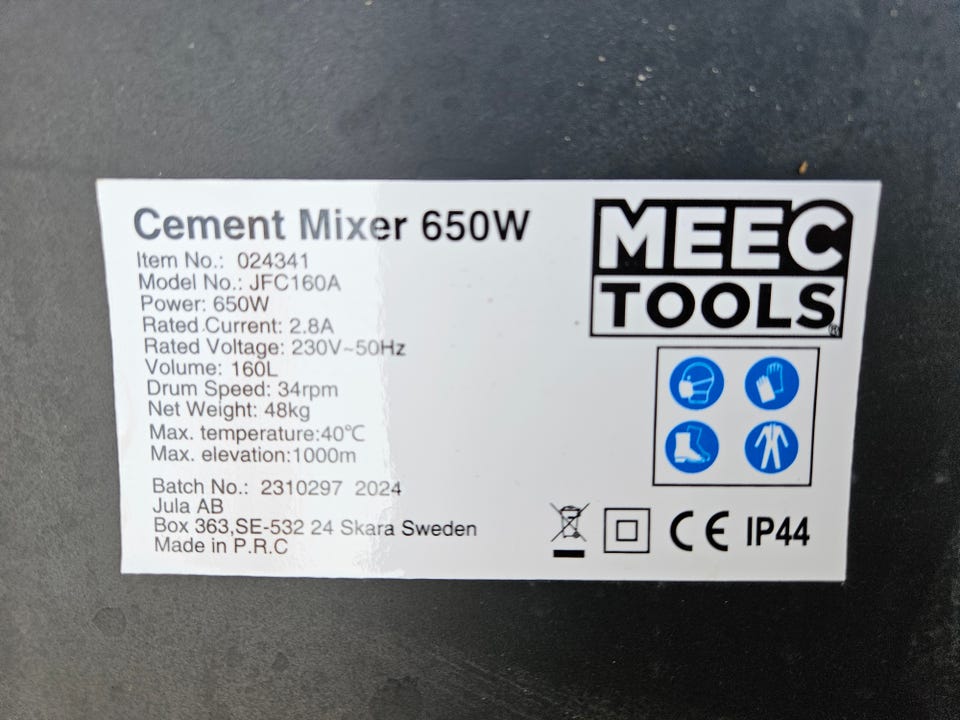 Cement Mixer 650W
Item No.: 024341
Model No.: JFC160A
Power: 650W
Rated Current: 2.8A
Rated Voltage: 230V~50Hz
Volume: 160L
Drum Speed: 34rpm
Net Weight: 48kg
Max. temperature:40℃
Max. elevation:1000m
Batch No.: 2310297 2024
Jula AB
Box 363,SE-532 24 Skara Sweden
Made in P.R.C
MEEC
TOOLS®
CE IP44